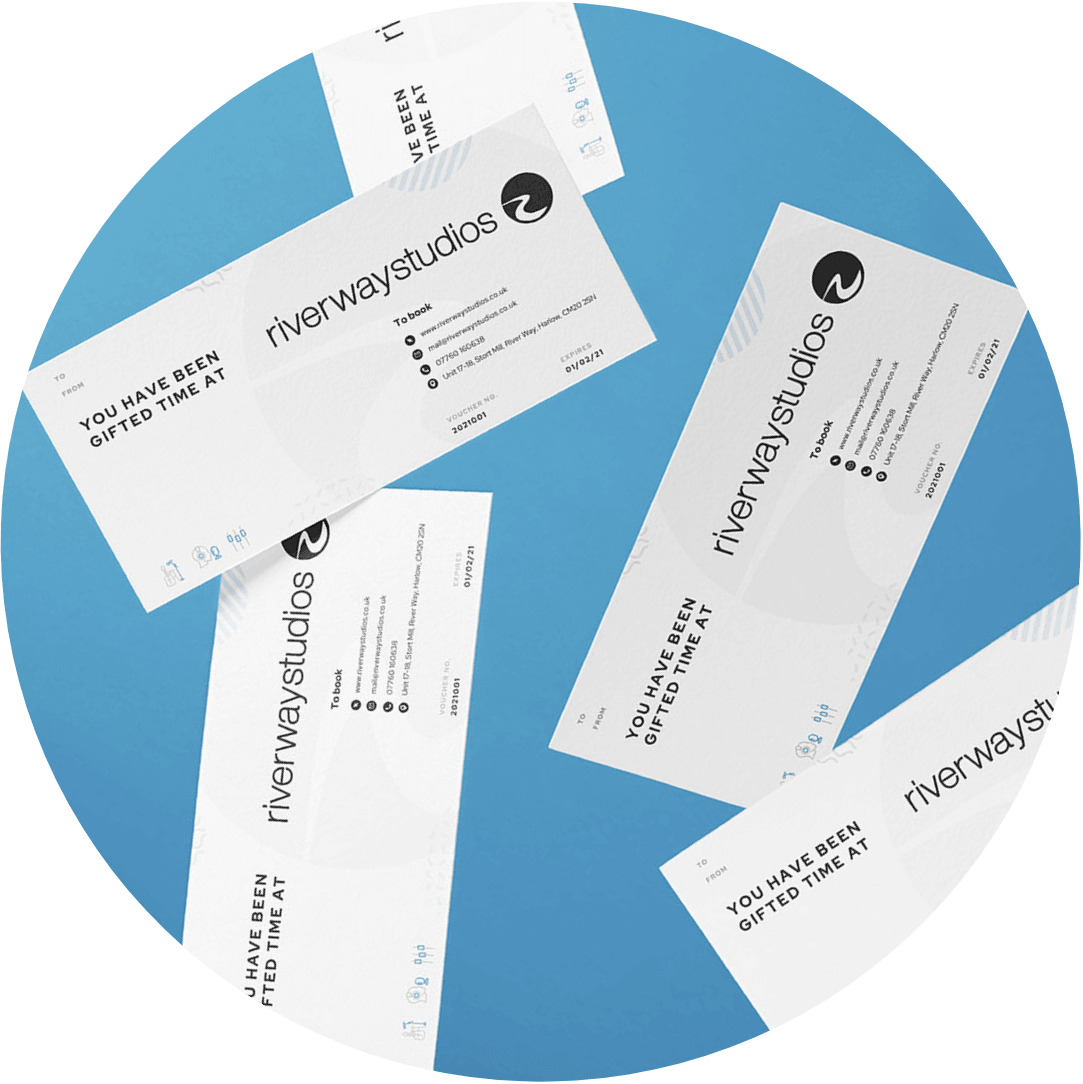 VE BEEN
TIME AT
TO
FROM
YOU HAVE BEEN
GIFTED TIME AT
riverwaystudios
To book
www.riverwaystudios.co.uk
mail@riverwaystudios.co.uk
07760 160638
Unit 17-18, Stort Mill, River Way, Harlow, CM20 2SN
VOUCHER NO.
2021001
EXPIRES
01/02/21
TO
FROM
YOU HAVE BEEN
GIFTED TIME AT
riverwaystudios
To book
www.riverwaystudios.co.uk
mail@riverwaystudios.co.uk
07760 160638
Unit 17-18, Stort Mill, River Way, Harlow, CM20 2SN
VOUCHER NO.
2021001
EXPIRES
01/02/21
U HAVE BEEN
FTED TIME AT
riverwaystudios
To book
www.riverwaystudios.co.uk
mail@riverwaystudios.co.uk
07760 160638
Unit 17-18, Stort Mill, River Way, Harlow, CM20 2SN
VOUCHER NO.
2021001
EXPIRES
01/02/21
TO
FROM
YOU HAVE BEEN
GIFTED TIME AT
riverwaystu